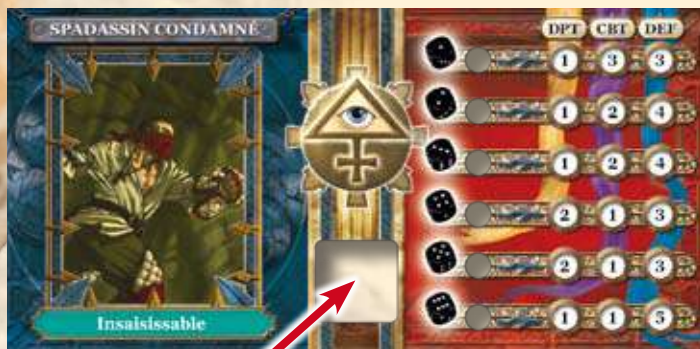 SPADASSIN CONDAMNÉ
Insaisissable
DPT CBT DEF
1 3 3
1 2 4
1 2 4
2 1 3
2 1 3
1 1 5